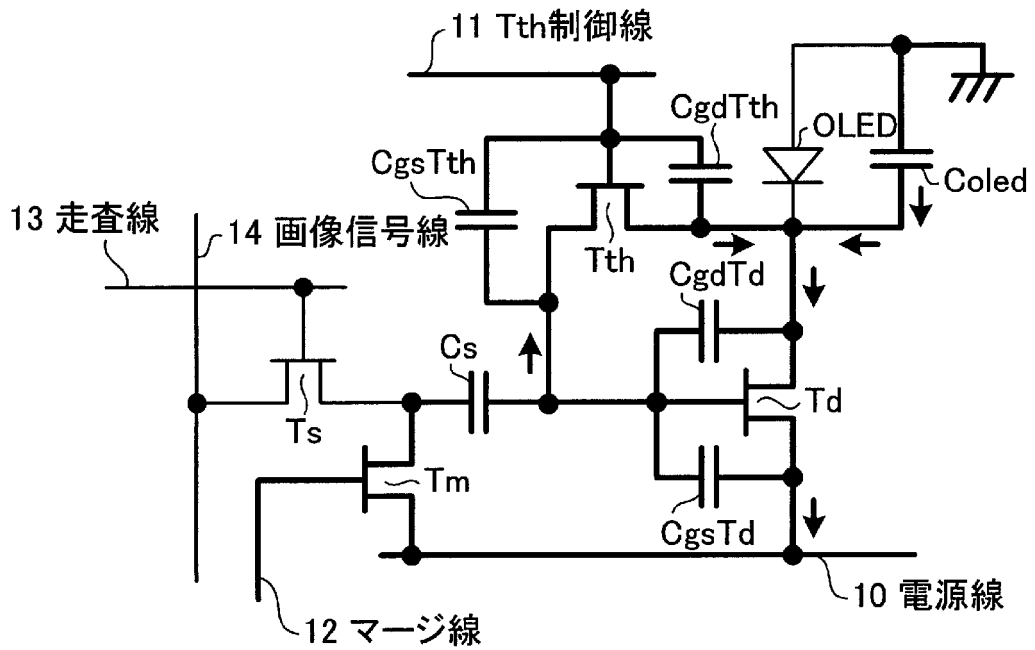 11 Tth制御線
CgdTth
OLED
CgsTth
Coled
13 走査線
14 画像信号線
Tth
CgdTd
Cs
Ts
Td
Tm
CgsTd
10 電源線
12 マージ線